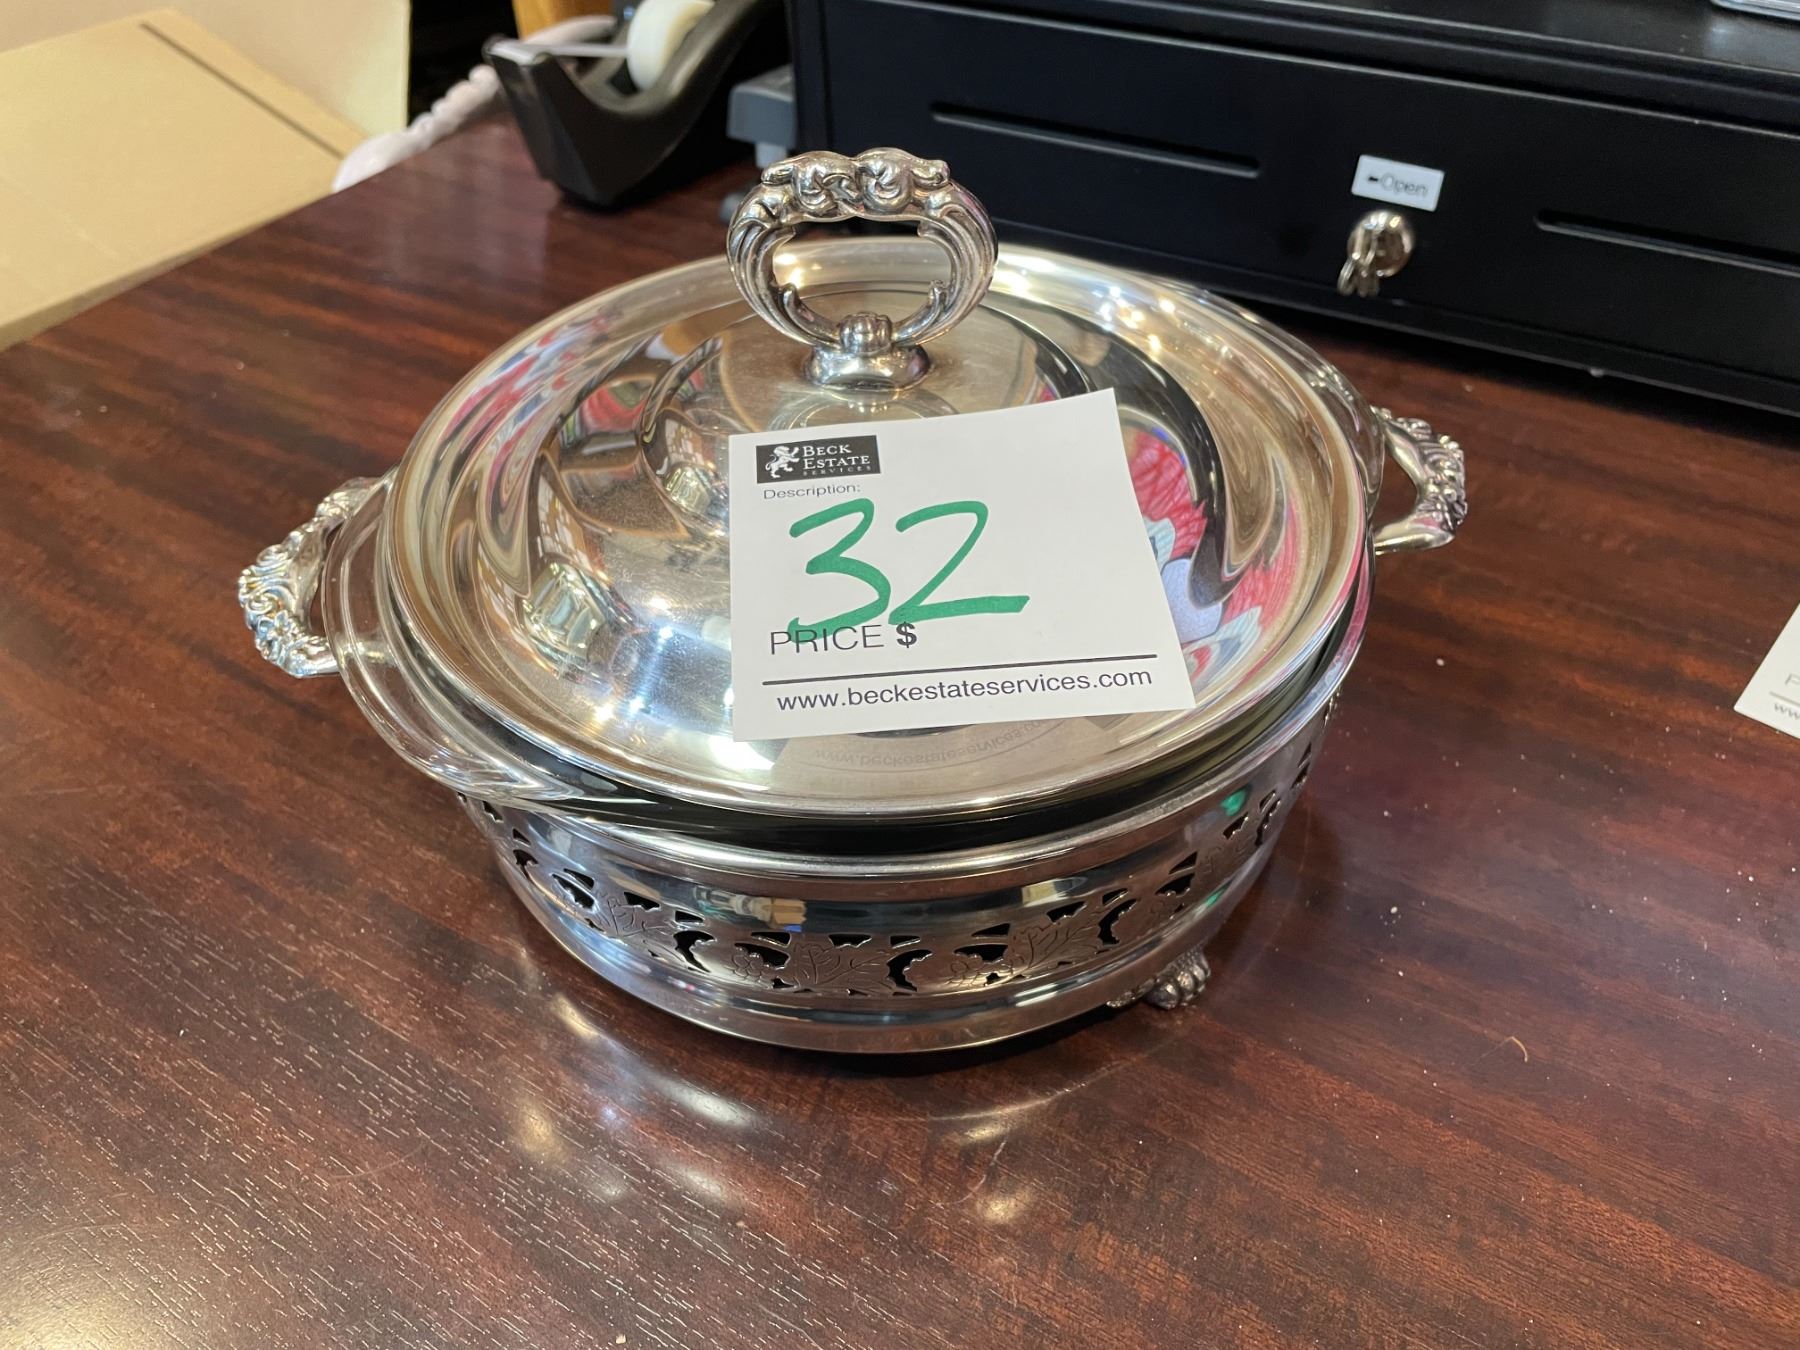 Open
BECK
ESTATE
SERVICES
Description:
32
PRICE $
www.beckestateservices.com